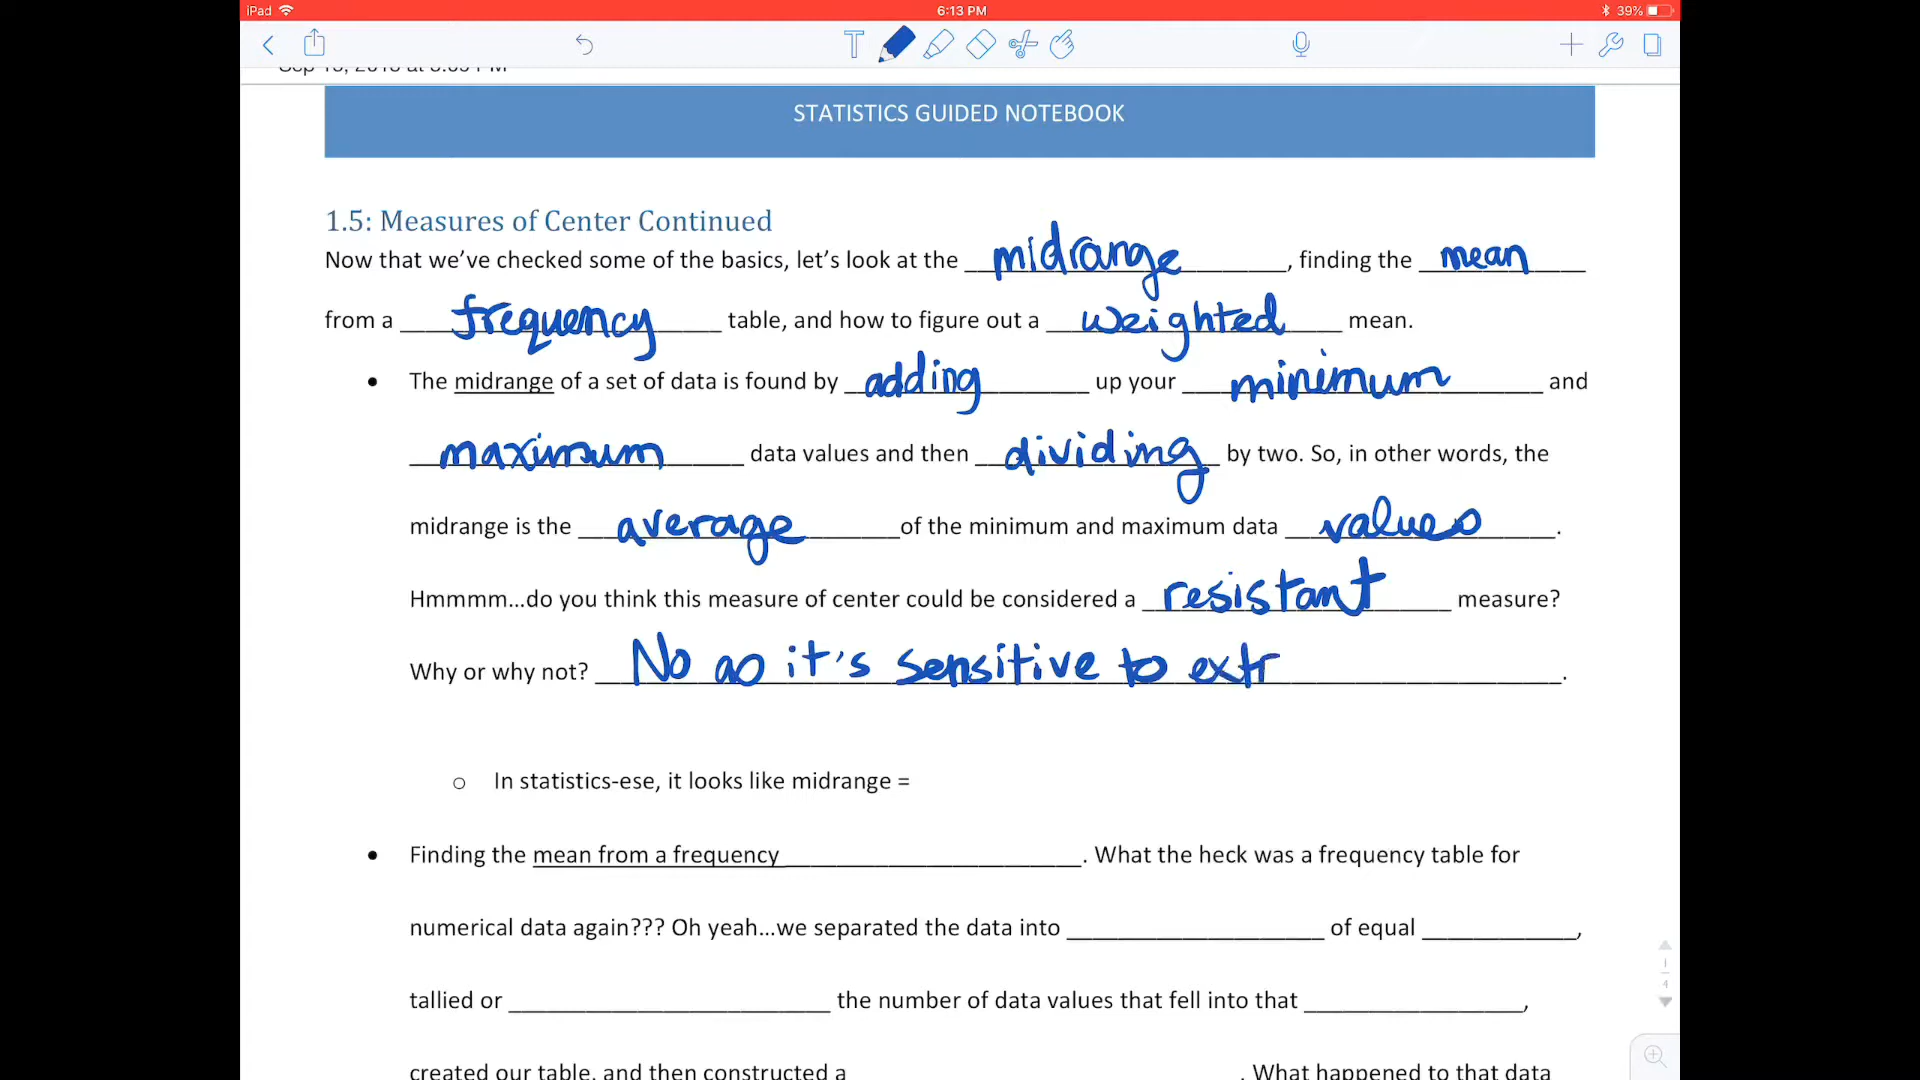 iPad 6:13 PM 39%
STATISTICS GUIDED NOTEBOOK
1.5: Measures of Center Continued
Now that we've checked some of the basics, let's look at the midrange, finding the mean
from a frequency table, and how to figure out a weighted mean.
• The midrange of a set of data is found by adding up your minimum and
maximum data values and then dividing by two. So, in other words, the
midrange is the average of the minimum and maximum data values.
Hmmmm...do you think this measure of center could be considered a resistant measure?
Why or why not? No as it's sensitive to extr.
o In statistics-ese, it looks like midrange =
• Finding the mean from a frequency ____________________. What the heck was a frequency table for
numerical data again??? Oh yeah...we separated the data into _________________ of equal __________,
tallied or _____________________ the number of data values that fell into that ______________,
created our table, and then constructed a ____________________. What happened to that data
1
4